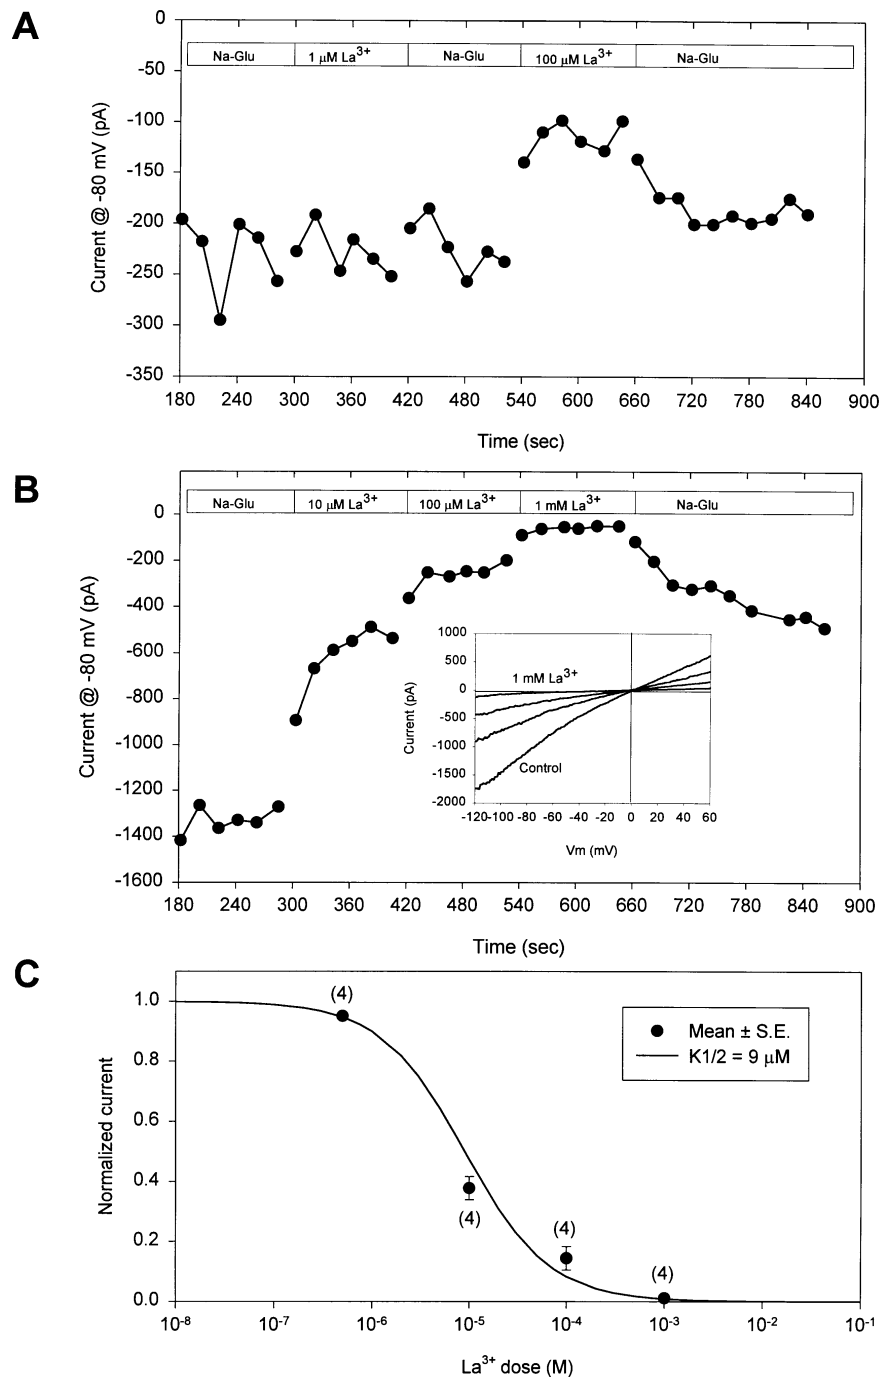 A
0
Na-Glu 1 μM La3+ Na-Glu 100 μM La3+ Na-Glu
-50
-100
-150
-200
-250
-300
-350
Current @ -80 mV (pA)
180 240 300 360 420 480 540 600 660 720 780 840 900
Time (sec)
B
Na-Glu 10 μM La3+ 100 μM La3+ 1 mM La3+ Na-Glu
0
-200
-400
-600
-800
-1000
-1200
-1400
-1600
Current @ -80 mV (pA)
1000
500
0
-500
-1000
-1500
-2000
Current (pA)
1 mM La3+
Control
-120 -100 -80 -60 -40 -20 0 20 40 60
Vm (mV)
180 240 300 360 420 480 540 600 660 720 780 840 900
Time (sec)
C
1.0
0.8
0.6
0.4
0.2
0.0
Normalized current
(4)
(4)
(4)
(4)
Mean ± S.E.
K1/2 = 9 μM
10-8 10-7 10-6 10-5 10-4 10-3 10-2 10-1
La3+ dose (M)